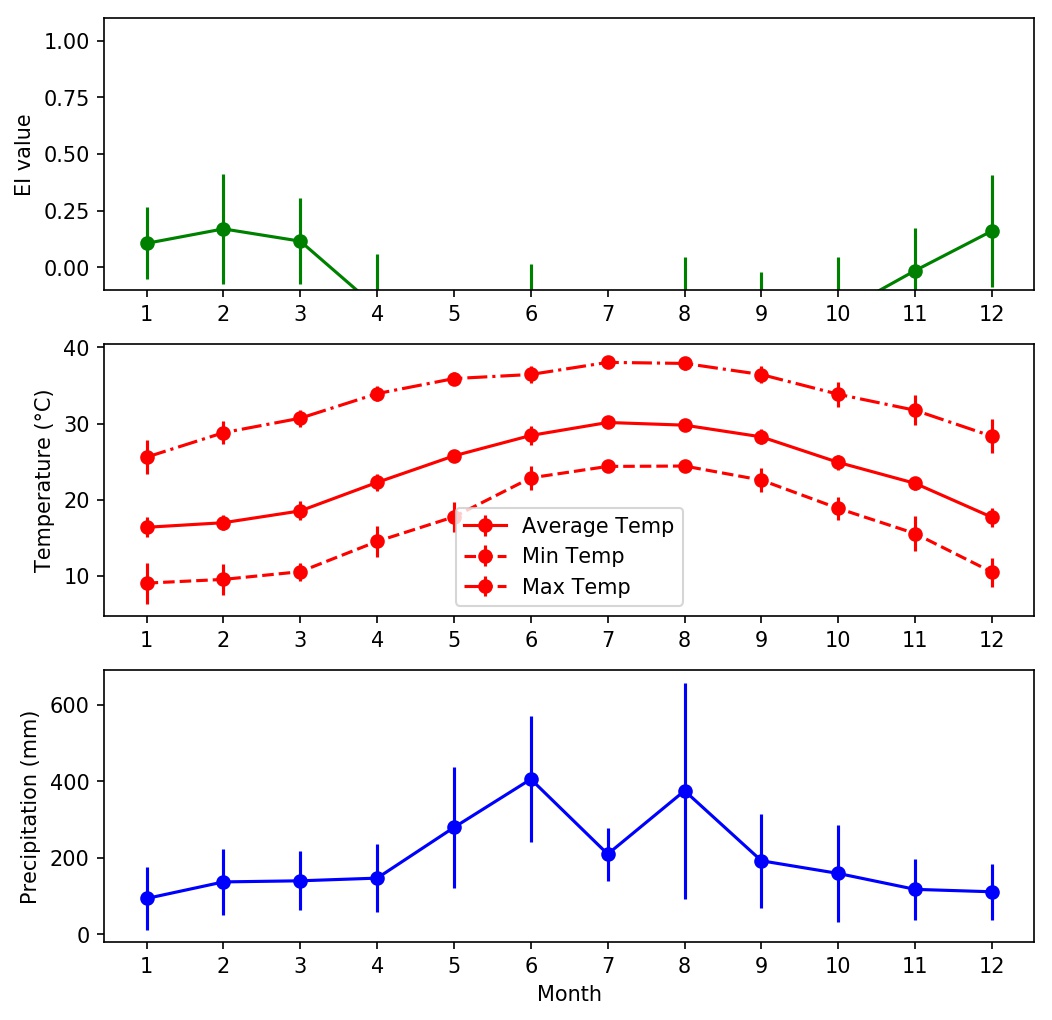 1.00
0.75
0.50
0.25
0.00
EI value
1 2 3 4 5 6 7 8 9 10 11 12
40
30
20
10
Temperature (°C)
Average Temp
Min Temp
Max Temp
1 2 3 4 5 6 7 8 9 10 11 12
600
400
200
0
Precipitation (mm)
1 2 3 4 5 6 7 8 9 10 11 12
Month